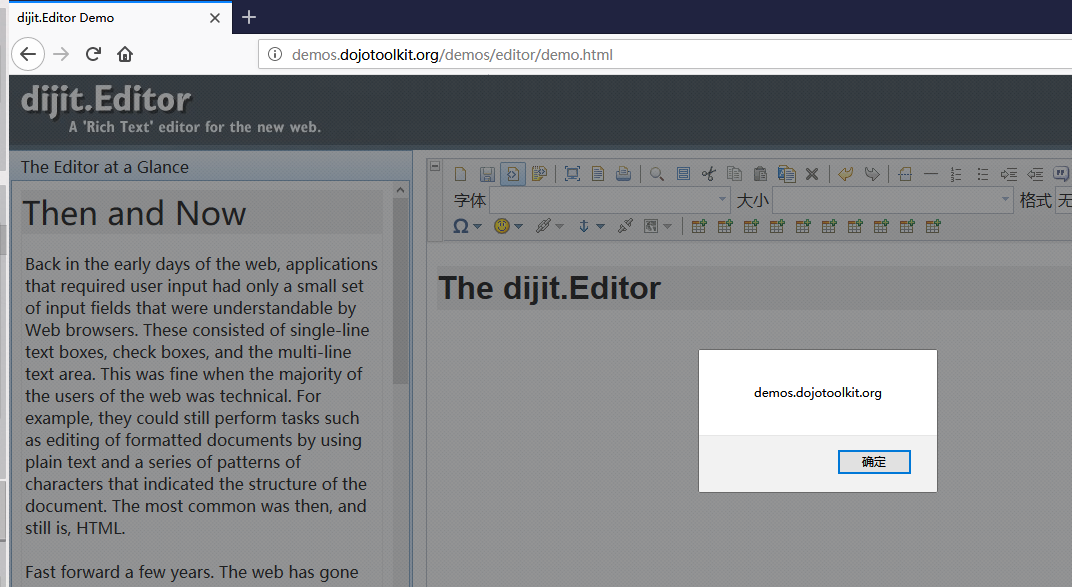 dijit.Editor Demo
demos.dojotoolkit.org/demos/editor/demo.html
dijit.Editor
A 'Rich Text' editor for the new web.
The Editor at a Glance
Then and Now
Back in the early days of the web, applications
that required user input had only a small set
of input fields that were understandable by
Web browsers. These consisted of single-line
text boxes, check boxes, and the multi-line
text area. This was fine when the majority of
the users of the web was technical. For
example, they could still perform tasks such
as editing of formatted documents by using
plain text and a series of patterns of
characters that indicated the structure of the
document. The most common was then, and
still is, HTML.
Fast forward a few years. The web has gone
字体 大小 格式 无
The dijit.Editor
demos.dojotoolkit.org
确定